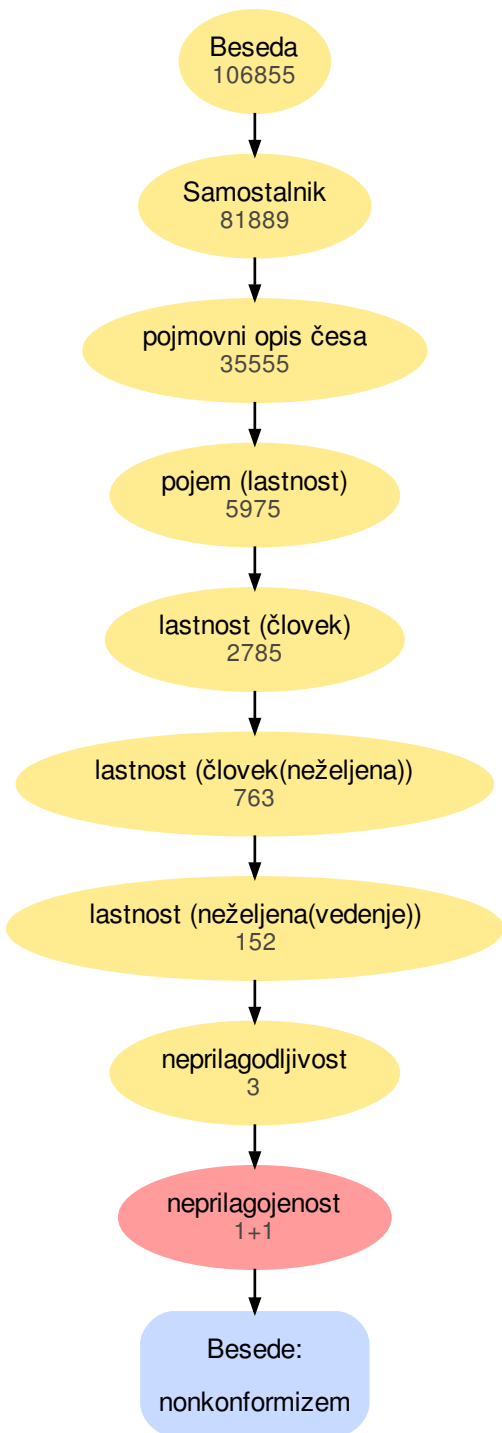 Beseda
106855
Samostalnik
81889
pojmovni opis česa
35555
pojem (lastnost)
5975
lastnost (človek)
2785
lastnost (človek(neželjena))
763
lastnost (neželjena(vedenje))
152
neprilagodljivost
3
neprilagojenost
1+1
Besede:
nonkonformizem